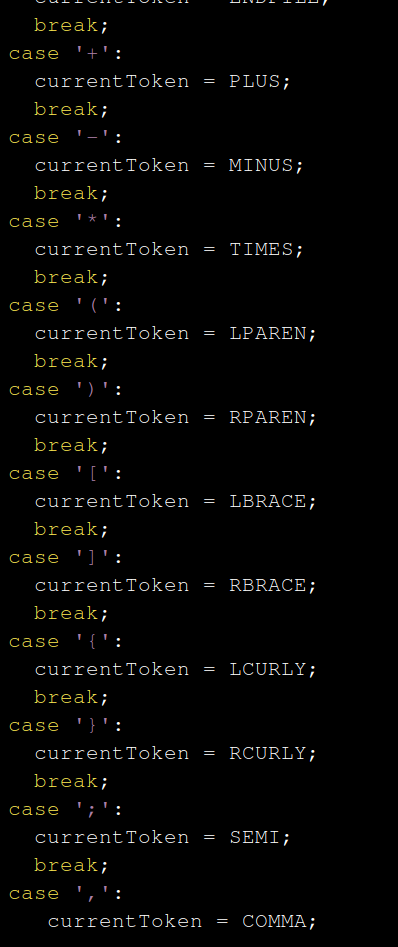 currentToken = ENDFILE;
break;
case '+':
currentToken = PLUS;
break;
case '-':
currentToken = MINUS;
break;
case '*':
currentToken = TIMES;
break;
case '(':
currentToken = LPAREN;
break;
case ')':
currentToken = RPAREN;
break;
case '[':
currentToken = LBRACE;
break;
case ']':
currentToken = RBRACE;
break;
case '{':
currentToken = LCURLY;
break;
case '}':
currentToken = RCURLY;
break;
case ';':
currentToken = SEMI;
break;
case ',':
currentToken = COMMA;